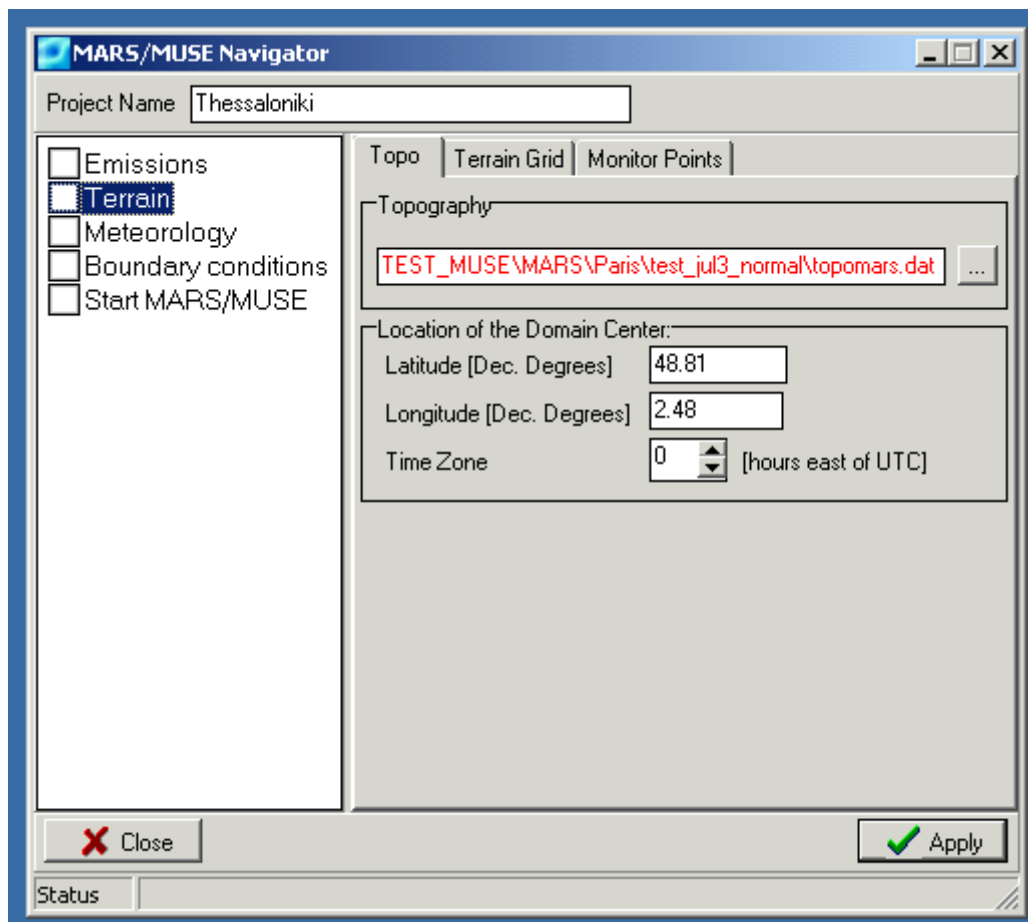 MARS/MUSE Navigator
Project Name Thessaloniki
Emissions
Terrain
Meteorology
Boundary conditions
Start MARS/MUSE
Topo Terrain Grid Monitor Points
Topography
TEST_MUSE\MARS\Paris\test_jul3_normal\topomars.dat ...
Location of the Domain Center:
Latitude [Dec. Degrees] 48.81
Longitude [Dec. Degrees] 2.48
Time Zone 0 [hours east of UTC]
Close Apply
Status